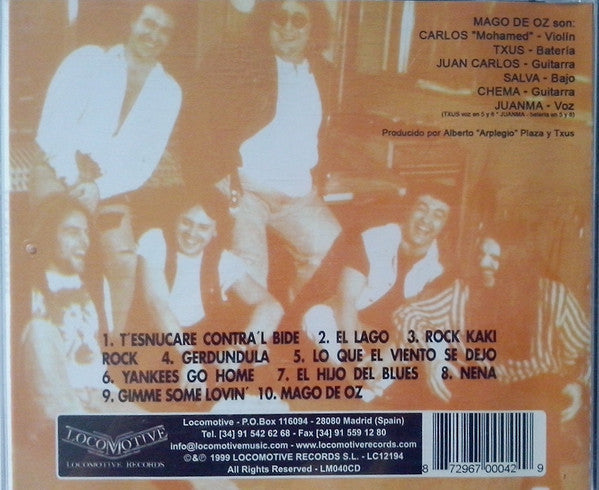 MAGO DE OZ son:
CARLOS "Mohamed" - Violín
TXUS - Batería
JUAN CARLOS - Guitarra
SALVA - Bajo
CHEMA - Guitarra
JUANMA - Voz
(TXUS voz en 5 y 6 * JUANMA - batería en 5 y 6)
Producido por Alberto "Arplegio" Plaza y Txus
1. T´ESNUCARE CONTRA´L BIDE 2. EL LAGO 3. ROCK KAKI
ROCK 4. GERDUNDULA 5. LO QUE EL VIENTO SE DEJO
6. YANKEES GO HOME 7. EL HIJO DEL BLUES 8. NENA
9. GIMME SOME LOVIN´ 10. MAGO DE OZ
LOCOMOTIVE
LOCOMOTIVE RECORDS
Locomotive - P.O.Box 116094 - 28080 Madrid (Spain)
Tel. [34] 91 542 62 68 - Fax [34] 91 559 12 80
info@locomotivemusic.com - www.locomotiverecords.com
©&℗ 1999 LOCOMOTIVE RECORDS S.L. - LC12194
All Rights Reserved - LM040CD
8 72967 00042 9